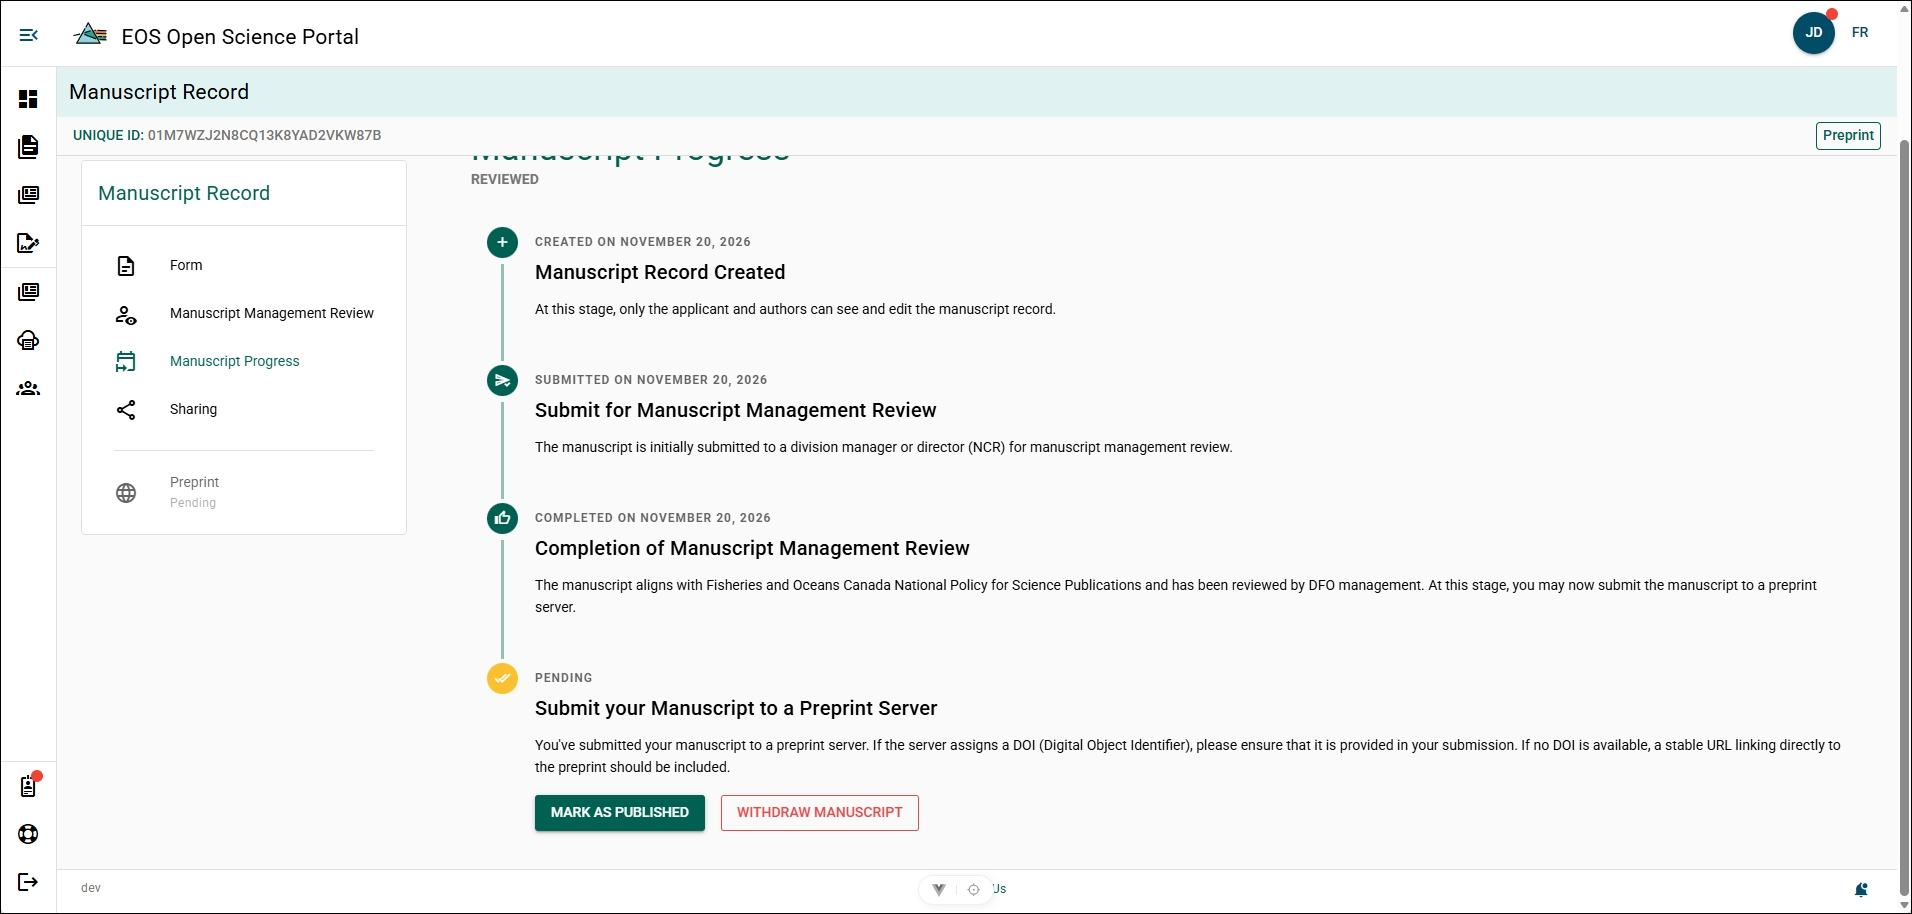 EOS Open Science Portal
JD
FR
Manuscript Record
UNIQUE ID: 01M7WZJ2N8CQ13K8YAD2VKW87B
Preprint
Manuscript Record
Form
Manuscript Management Review
Manuscript Progress
Sharing
Preprint
Pending
Manuscript Progress
REVIEWED
CREATED ON NOVEMBER 20, 2026
Manuscript Record Created
At this stage, only the applicant and authors can see and edit the manuscript record.
SUBMITTED ON NOVEMBER 20, 2026
Submit for Manuscript Management Review
The manuscript is initially submitted to a division manager or director (NCR) for manuscript management review.
COMPLETED ON NOVEMBER 20, 2026
Completion of Manuscript Management Review
The manuscript aligns with Fisheries and Oceans Canada National Policy for Science Publications and has been reviewed by DFO management. At this stage, you may now submit the manuscript to a preprint
server.
PENDING
Submit your Manuscript to a Preprint Server
You've submitted your manuscript to a preprint server. If the server assigns a DOI (Digital Object Identifier), please ensure that it is provided in your submission. If no DOI is available, a stable URL linking directly to
the preprint should be included.
MARK AS PUBLISHED
WITHDRAW MANUSCRIPT
dev
Us